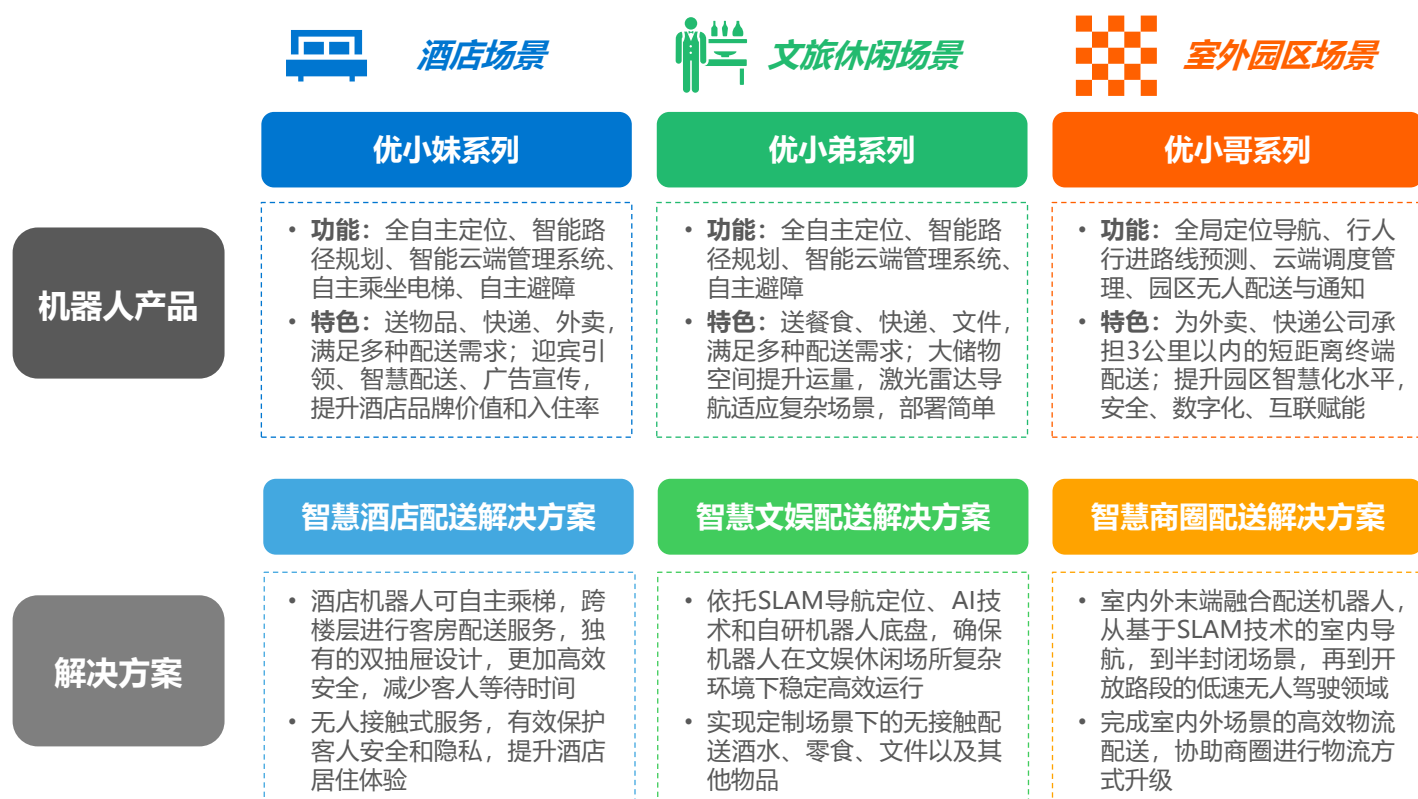 酒店场景
文旅休闲场景
室外园区场景
优小妹系列
优小弟系列
优小哥系列
机器人产品
• 功能：全自主定位、智能路
径规划、智能云端管理系统、
自主乘坐电梯、自主避障
• 特色：送物品、快递、外卖，
满足多种配送需求；迎宾引
领、智慧配送、广告宣传，
提升酒店品牌价值和入住率
• 功能：全自主定位、智能路
径规划、智能云端管理系统、
自主避障
• 特色：送餐食、快递、文件，
满足多种配送需求；大储物
空间提升运量，激光雷达导
航适应复杂场景，部署简单
• 功能：全局定位导航、行人
行进路线预测、云端调度管
理、园区无人配送与通知
• 特色：为外卖、快递公司承
担3公里以内的短距离终端
配送；提升园区智慧化水平，
安全、数字化、互联赋能
智慧酒店配送解决方案
智慧文娱配送解决方案
智慧商圈配送解决方案
解决方案
• 酒店机器人可自主乘梯，跨
楼层进行客房配送服务，独
有的双抽屉设计，更加高效
安全，减少客人等待时间
• 无人接触式服务，有效保护
客人安全和隐私，提升酒店
居住体验
• 依托SLAM导航定位、AI技
术和自研机器人底盘，确保
机器人在文娱休闲场所复杂
环境下稳定高效运行
• 实现定制场景下的无接触配
送酒水、零食、文件以及其
他物品
• 室内外末端融合配送机器人，
从基于SLAM技术的室内导
航，到半封闭场景，再到开
放路段的低速无人驾驶领域
• 完成室内外场景的高效物流
配送，协助商圈进行物流方
式升级